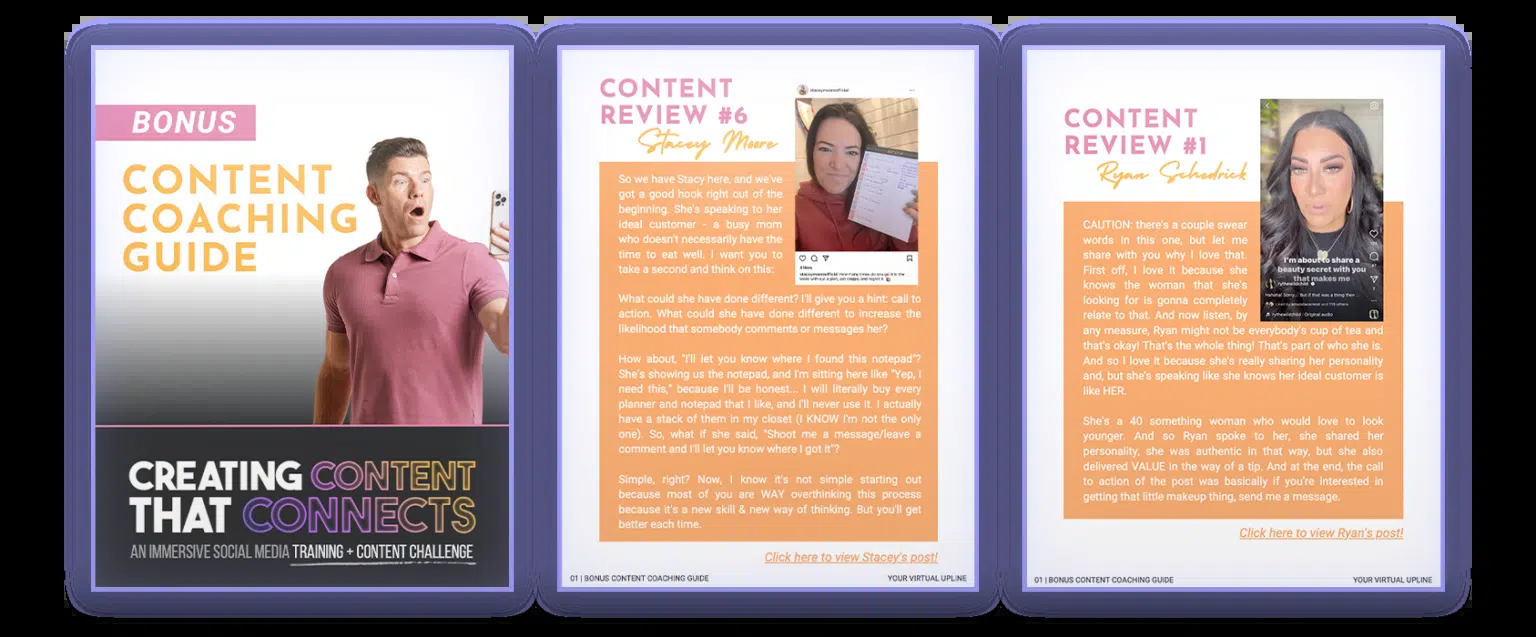 BONUS
CONTENT
COACHING
GUIDE
CREATING CONTENT
THAT CONNECTS
AN IMMERSIVE SOCIAL MEDIA TRAINING + CONTENT CHALLENGE
CONTENT
REVIEW #6
Stacey Moore
So we have Stacy here, and we've
got a good hook right out of the
beginning. She's speaking to her
ideal customer - a busy mom
who doesn't necessarily have the
time to eat well. I want you to
take a second and think on this:
What could she have done different? I'll give you a hint: call to
action. What could she have done different to increase the
likelihood that somebody comments or messages her?
How about, "I'll let you know where I found this notepad"?
She's showing us the notepad, and I'm sitting here like "Yep, I
need this," because I'll be honest... I will literally buy every
planner and notepad that I like, and I'll never use it. I actually
have a stack of them in my closet (I KNOW I'm not the only
one). So, what if she said, "Shoot me a message/leave a
comment and I'll let you know where I got it"?
Simple, right? Now, I know it's not simple starting out
because most of you are WAY overthinking this process
because it's a new skill & new way of thinking. But you'll get
better each time.
Click here to view Stacey's post!
01 | BONUS CONTENT COACHING GUIDE
YOUR VIRTUAL UPLINE
CONTENT
REVIEW #1
Ryan Schedrick
I'm about to share a
beauty secret with you
that makes me
rythewildchild
rythewildchild · Original audio
CAUTION: there's a couple swear
words in this one, but let me
share with you why I love that.
First off, I love it because she
knows the woman that she's
looking for is gonna completely
relate to that. And now listen, by
any measure, Ryan might not be everybody's cup of tea and
that's okay! That's the whole thing! That's part of who she is.
And so I love it because she's really sharing her personality
and, but she's speaking like she knows her ideal customer is
like HER.
She's a 40 something woman who would love to look
younger. And so Ryan spoke to her, she shared her
personality, she was authentic in that way, but she also
delivered VALUE in the way of a tip. And at the end, the call
to action of the post was basically if you're interested in
getting that little makeup thing, send me a message.
Click here to view Ryan's post!
01 | BONUS CONTENT COACHING GUIDE
YOUR VIRTUAL UPLINE